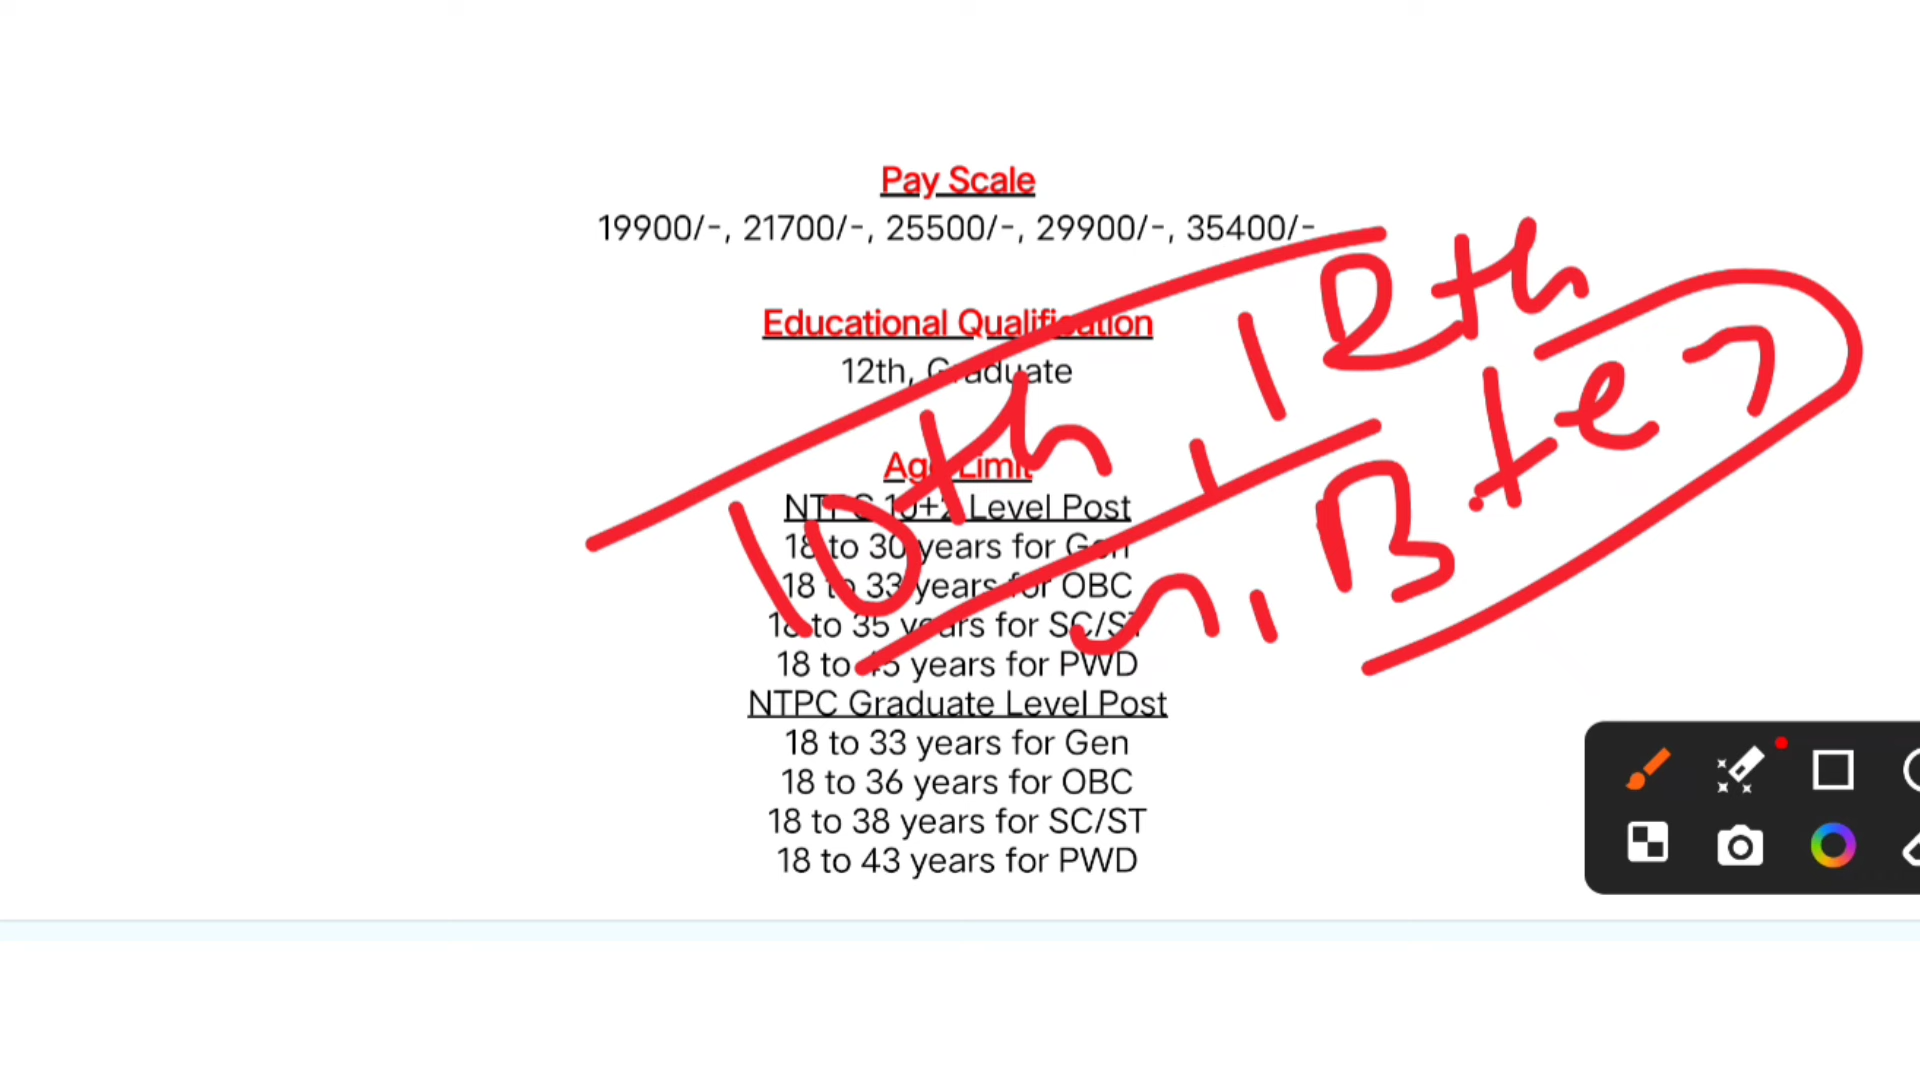 Pay Scale
19900/-, 21700/-, 25500/-, 29900/-, 35400/-
Educational Qualification
12th, Graduate
10th, 12th
Age Limit
NTPC 10+2 Level Post
18 to 30 years for Gen
18 to 33 years for OBC
18 to 35 years for SC/ST
18 to 45 years for PWD
NTPC Graduate Level Post
18 to 33 years for Gen
18 to 36 years for OBC
18 to 38 years for SC/ST
18 to 43 years for PWD